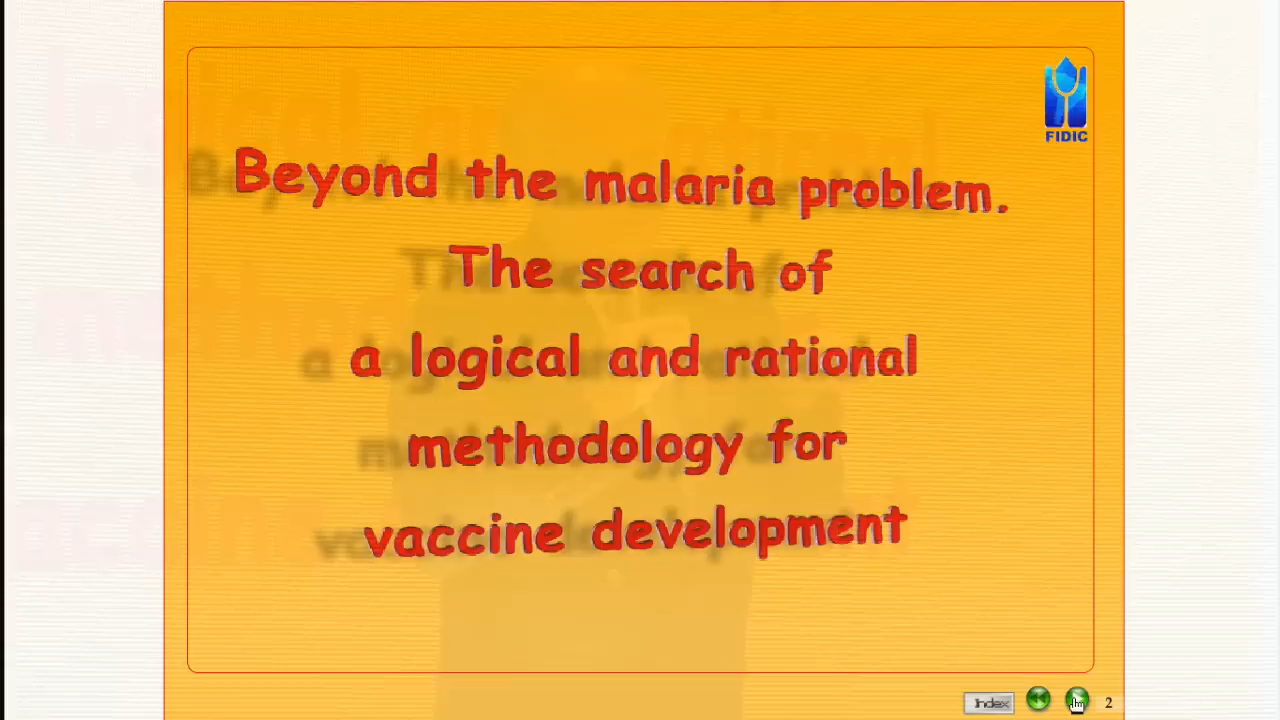 FIDIC
Beyond the malaria problem.
The search of
a logical and rational
methodology for
vaccine development
Index
2